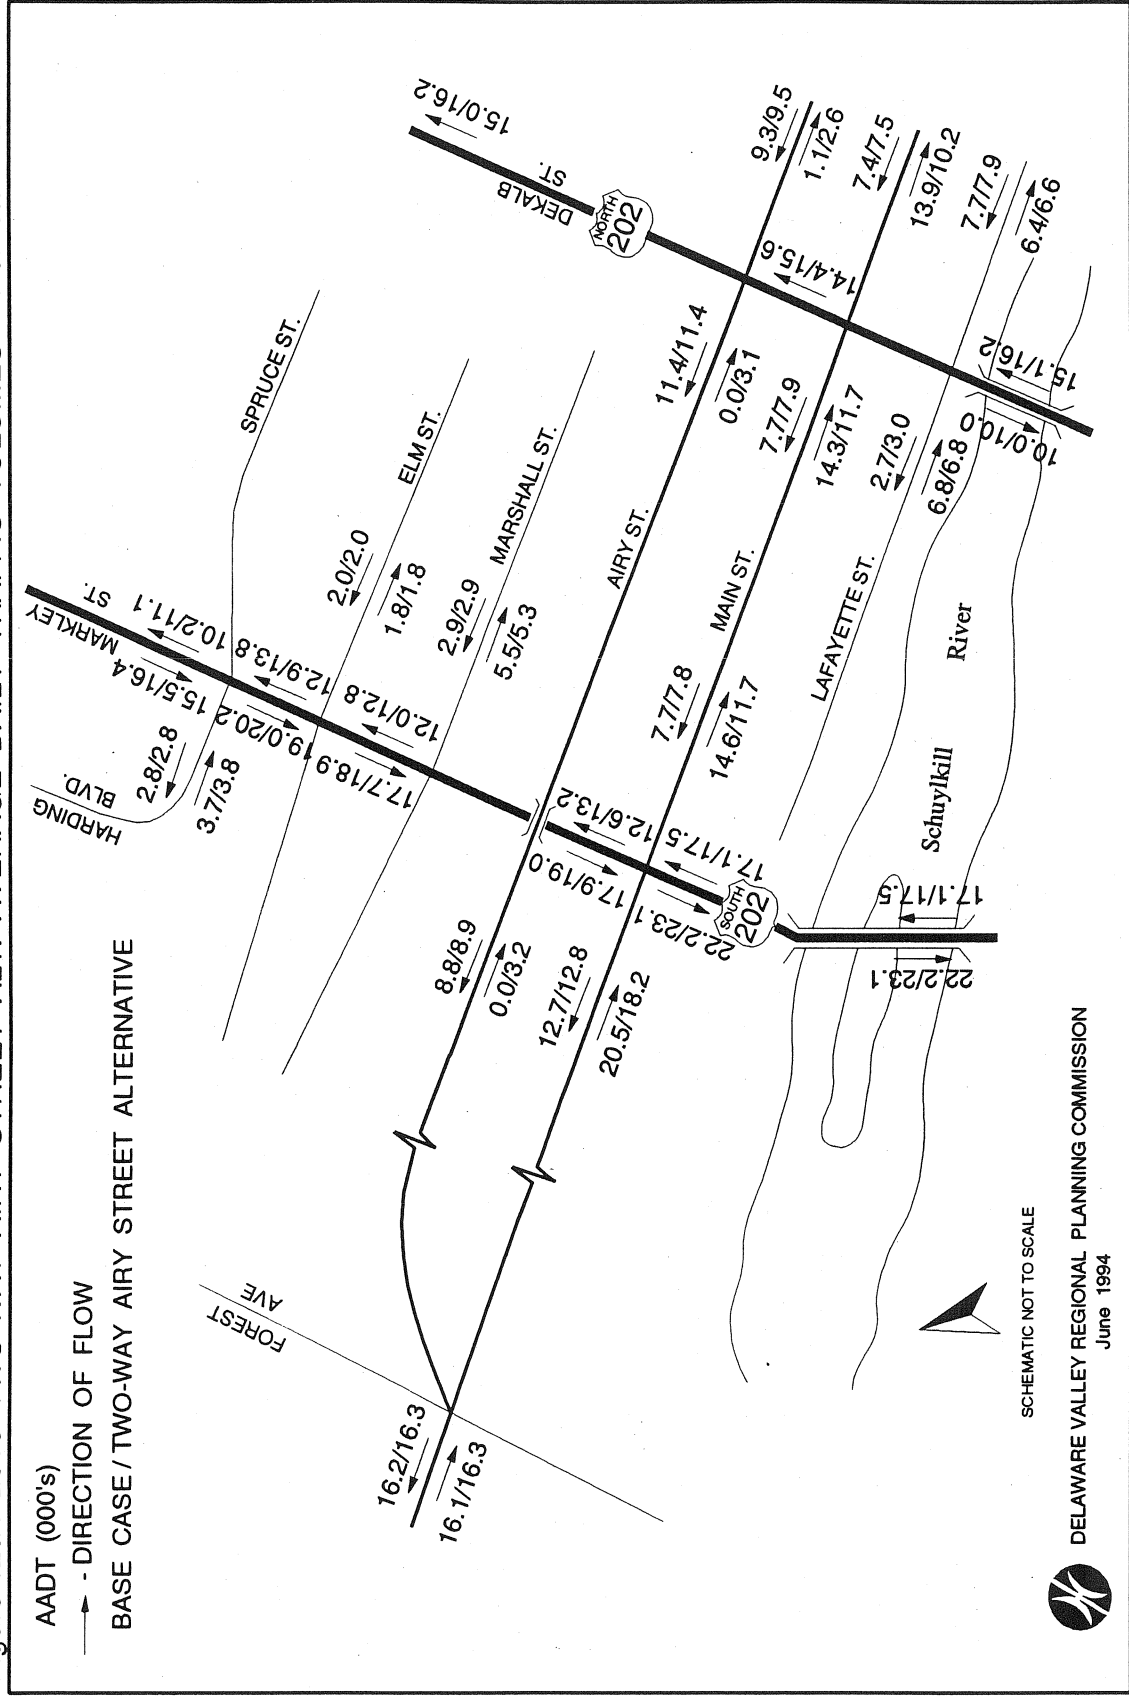 AADT (000's)
- DIRECTION OF FLOW
BASE CASE / TWO-WAY AIRY STREET ALTERNATIVE
HARDING
BLVD.
MARKLEY
ST.
15.5/16.4
10.2/11.1
2.8/2.8
3.7/3.8
19.0/20.2
12.9/13.8
17.7/18.9
12.0/12.8
SPRUCE ST.
ELM ST.
2.0/2.0
1.8/1.8
MARSHALL ST.
2.9/2.9
5.5/5.3
DEKALB
ST.
15.0/16.2
NORTH
202
AIRY ST.
9.3/9.5
1.1/2.6
11.4/11.4
0.0/3.1
8.8/8.9
0.0/3.2
14.4/15.6
MAIN ST.
7.4/7.5
13.9/10.2
7.7/7.9
14.3/11.7
7.7/7.8
14.6/11.7
12.7/12.8
20.5/18.2
17.9/19.0
12.6/13.2
22.2/23.1
17.1/17.5
SOUTH
202
LAFAYETTE ST.
7.7/7.9
6.4/6.6
2.7/3.0
6.8/6.8
15.1/16.2
10.0/10.0
Schuylkill
River
17.1/17.5
22.2/23.1
FOREST
AVE
16.2/16.3
16.1/16.3
SCHEMATIC NOT TO SCALE
DELAWARE VALLEY REGIONAL PLANNING COMMISSION
June 1994